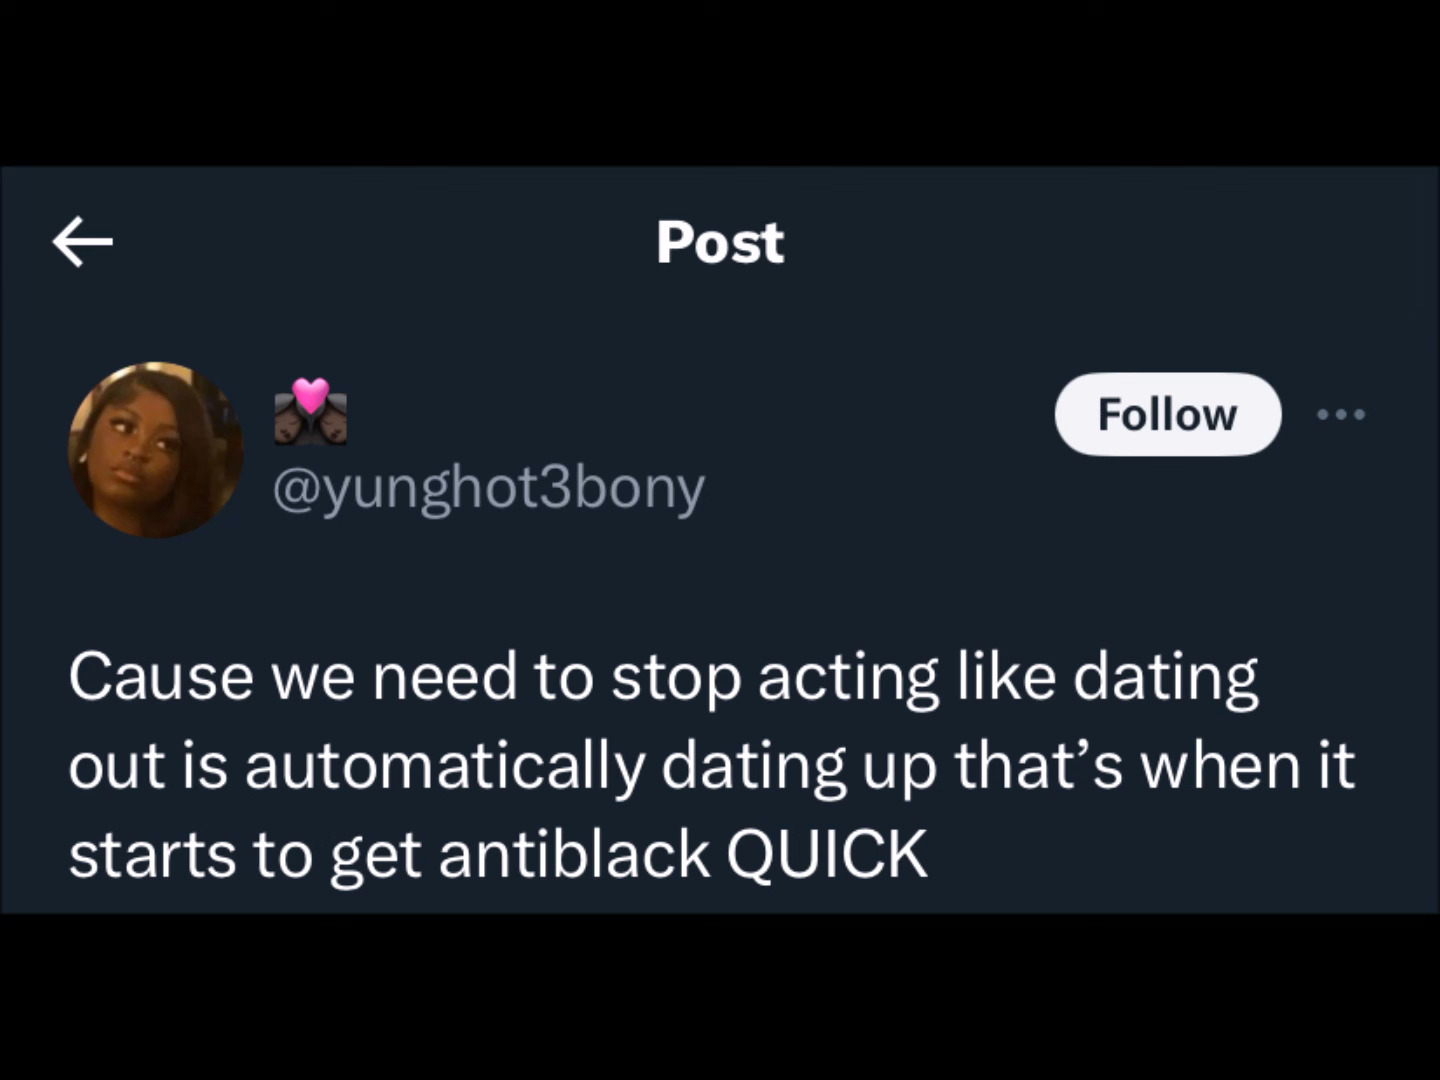 Post
@yunghot3bony
Follow
Cause we need to stop acting like dating
out is automatically dating up that’s when it
starts to get antiblack QUICK